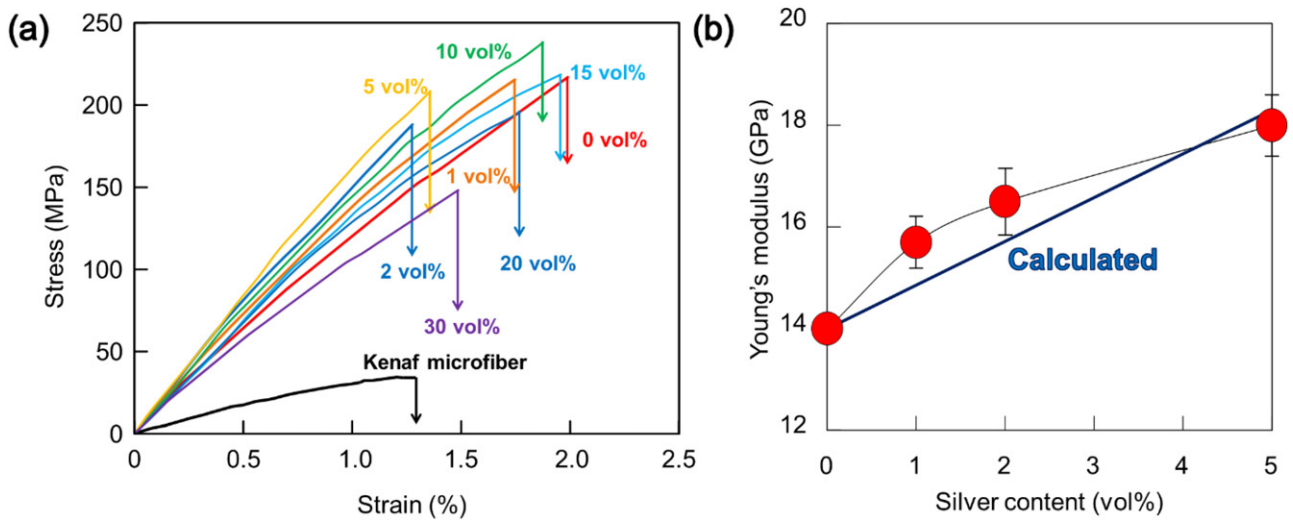 (a)
250
200
150
100
50
0
Stress (MPa)
0 0.5 1.0 1.5 2.0 2.5
Strain (%)
10 vol%
5 vol%
15 vol%
0 vol%
1 vol%
2 vol%
20 vol%
30 vol%
Kenaf microfiber
(b)
20
18
16
14
12
Young's modulus (GPa)
Calculated
0 1 2 3 4 5
Silver content (vol%)